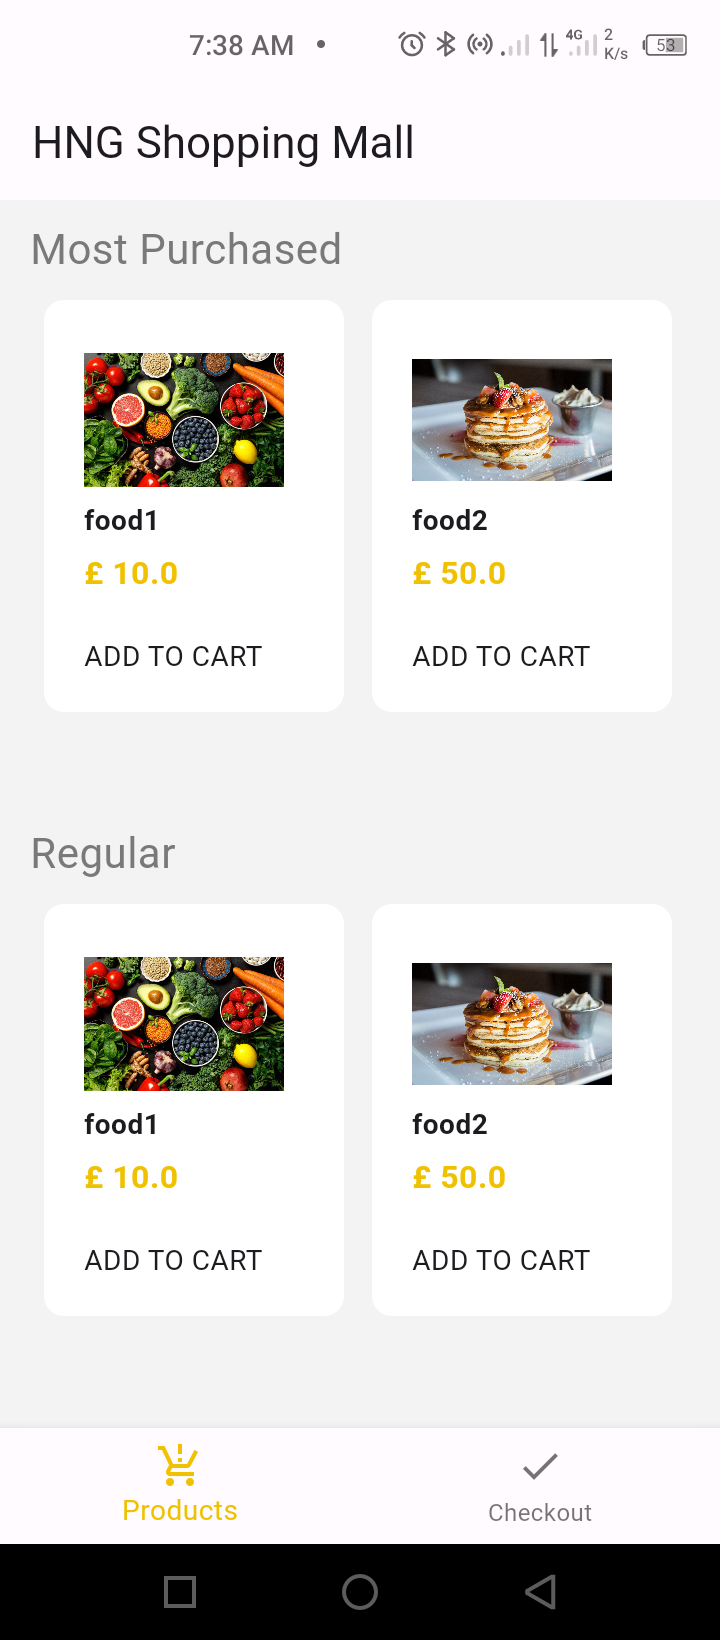 7:38 AM •
4G 2 K/s 53
HNG Shopping Mall
Most Purchased
food1 food2
£ 10.0 £ 50.0
ADD TO CART ADD TO CART
Regular
food1 food2
£ 10.0 £ 50.0
ADD TO CART ADD TO CART
Products Checkout